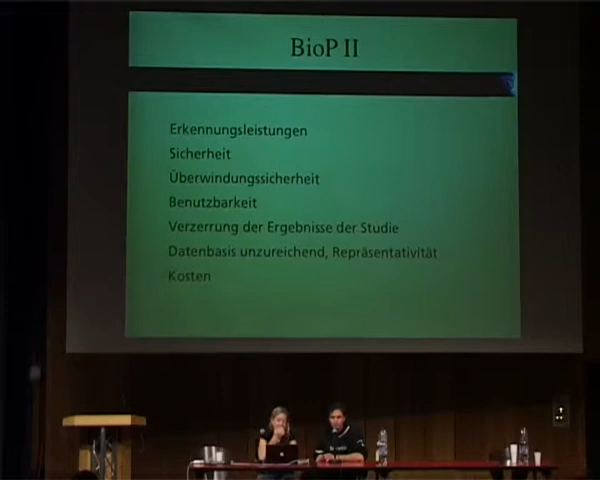 BioP II
Erkennungsleistungen
Sicherheit
Überwindungssicherheit
Benutzbarkeit
Verzerrung der Ergebnisse der Studie
Datenbasis unzureichend, Repräsentativität
Kosten